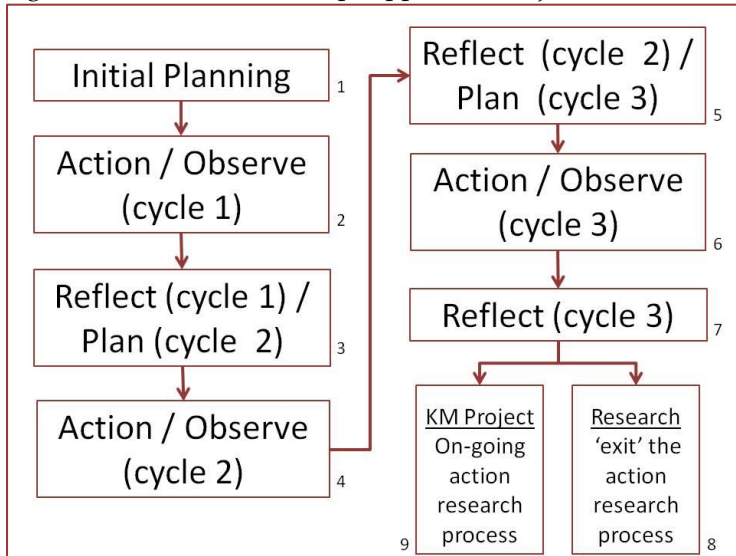 Initial Planning
1
Action / Observe
(cycle 1)
2
Reflect (cycle 1) /
Plan (cycle 2)
3
Action / Observe
(cycle 2)
4
Reflect (cycle 2) /
Plan (cycle 3)
5
Action / Observe
(cycle 3)
6
Reflect (cycle 3)
7
KM Project
On-going
action
research
process
9
Research
‘exit’ the
action
research
process
8